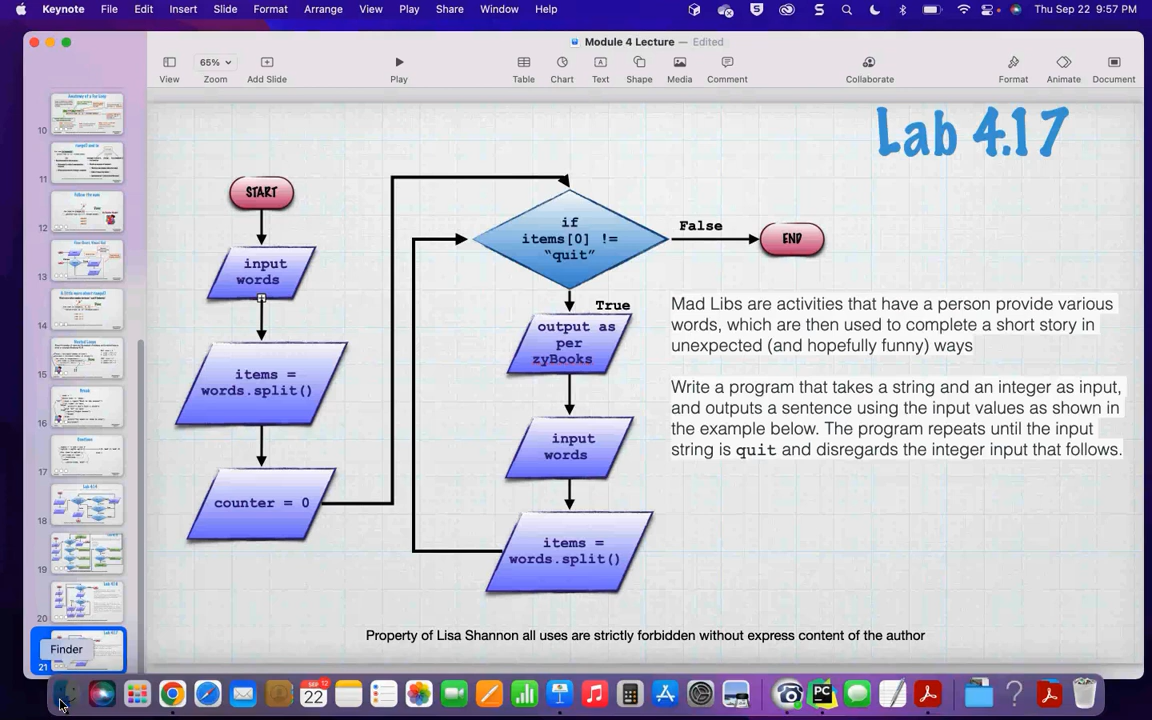 Keynote File Edit Insert Slide Format Arrange View Play Share Window Help
Thu Sep 22 9:57 PM
Module 4 Lecture — Edited
65%
View Zoom Add Slide Play Table Chart Text Shape Media Comment Collaborate Format Animate Document
10
11
12
13
14
15
16
17
18
19
20
21
Finder
Lab 4.17
START
input
words
items =
words.split()
counter = 0
if
items[0] !=
“quit”
False
END
True
output as
per
zyBooks
input
words
items =
words.split()
Mad Libs are activities that have a person provide various
words, which are then used to complete a short story in
unexpected (and hopefully funny) ways
Write a program that takes a string and an integer as input,
and outputs a sentence using the input values as shown in
the example below. The program repeats until the input
string is quit and disregards the integer input that follows.
Property of Lisa Shannon all uses are strictly forbidden without express content of the author
SEP
22
PC